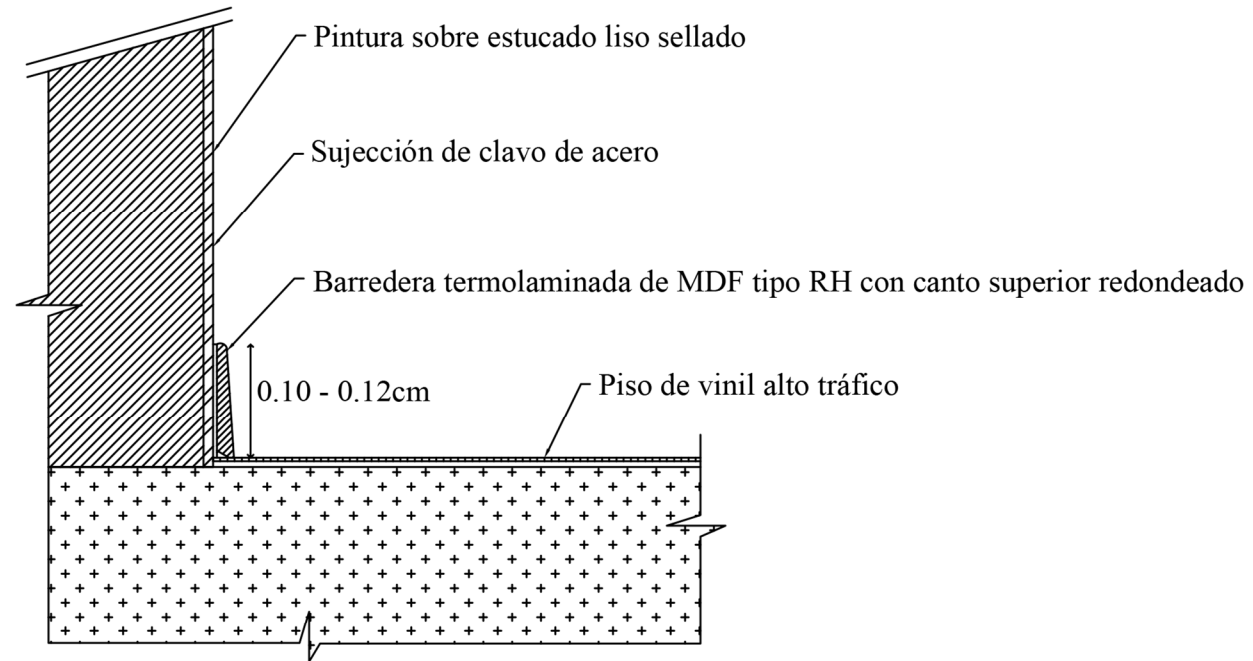 Pintura sobre estucado liso sellado
Sujección de clavo de acero
Barredera termolaminada de MDF tipo RH con canto superior redondeado
0.10 - 0.12cm
Piso de vinil alto tráfico